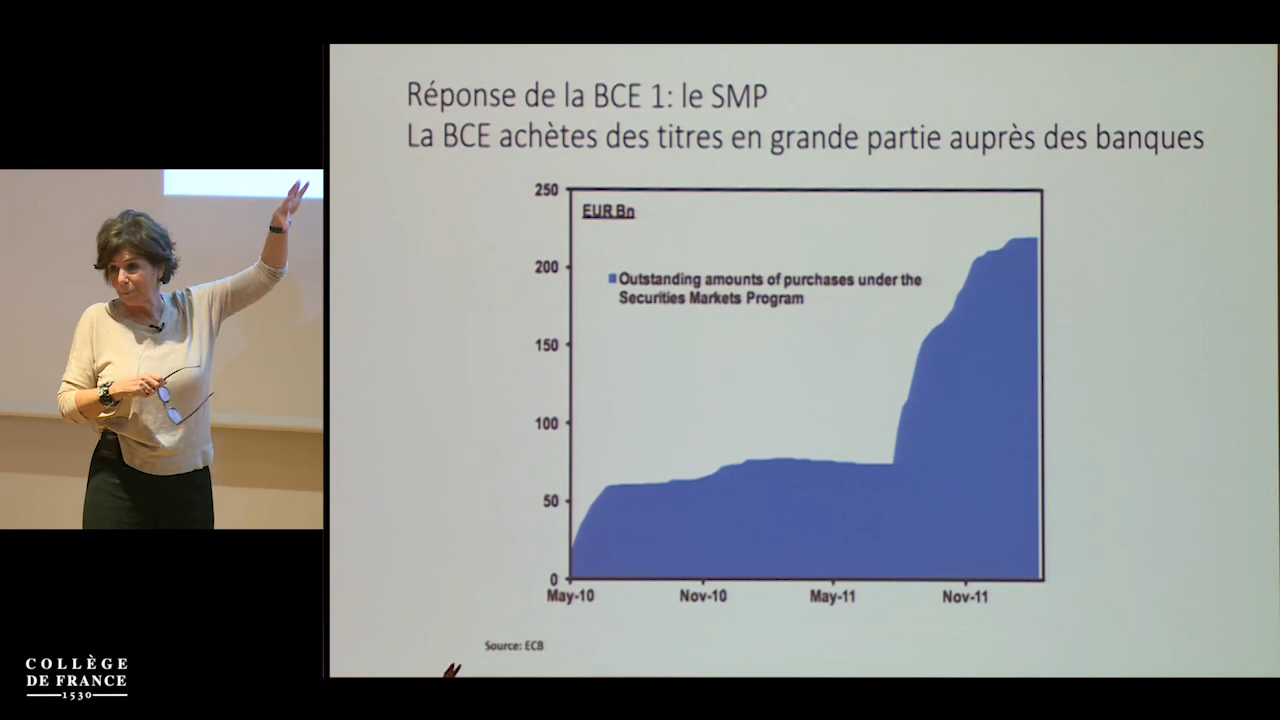 Réponse de la BCE 1: le SMP
La BCE achètes des titres en grande partie auprès des banques
EUR Bn
Outstanding amounts of purchases under the
Securities Markets Program
250
200
150
100
50
0
May-10
Nov-10
May-11
Nov-11
Source: ECB
COLLÈGE
DE FRANCE
1530